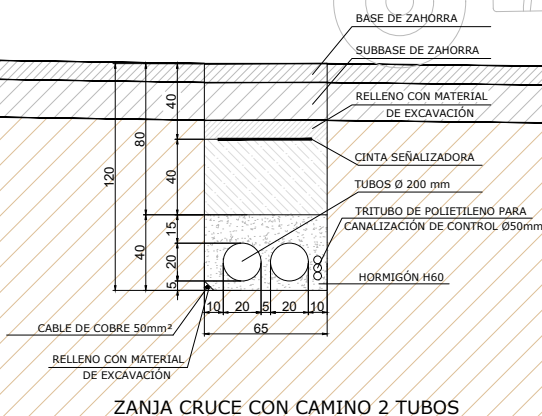 BASE DE ZAHORRA
SUBBASE DE ZAHORRA
RELLENO CON MATERIAL
DE EXCAVACIÓN
CINTA SEÑALIZADORA
TUBOS Ø 200 mm
TRITUBO DE POLIETILENO PARA
CANALIZACIÓN DE CONTROL Ø50mm
HORMIGÓN H60
120
80
40
40
40
15
20
5
10
20
5
20
10
65
CABLE DE COBRE 50mm²
RELLENO CON MATERIAL
DE EXCAVACIÓN
ZANJA CRUCE CON CAMINO 2 TUBOS